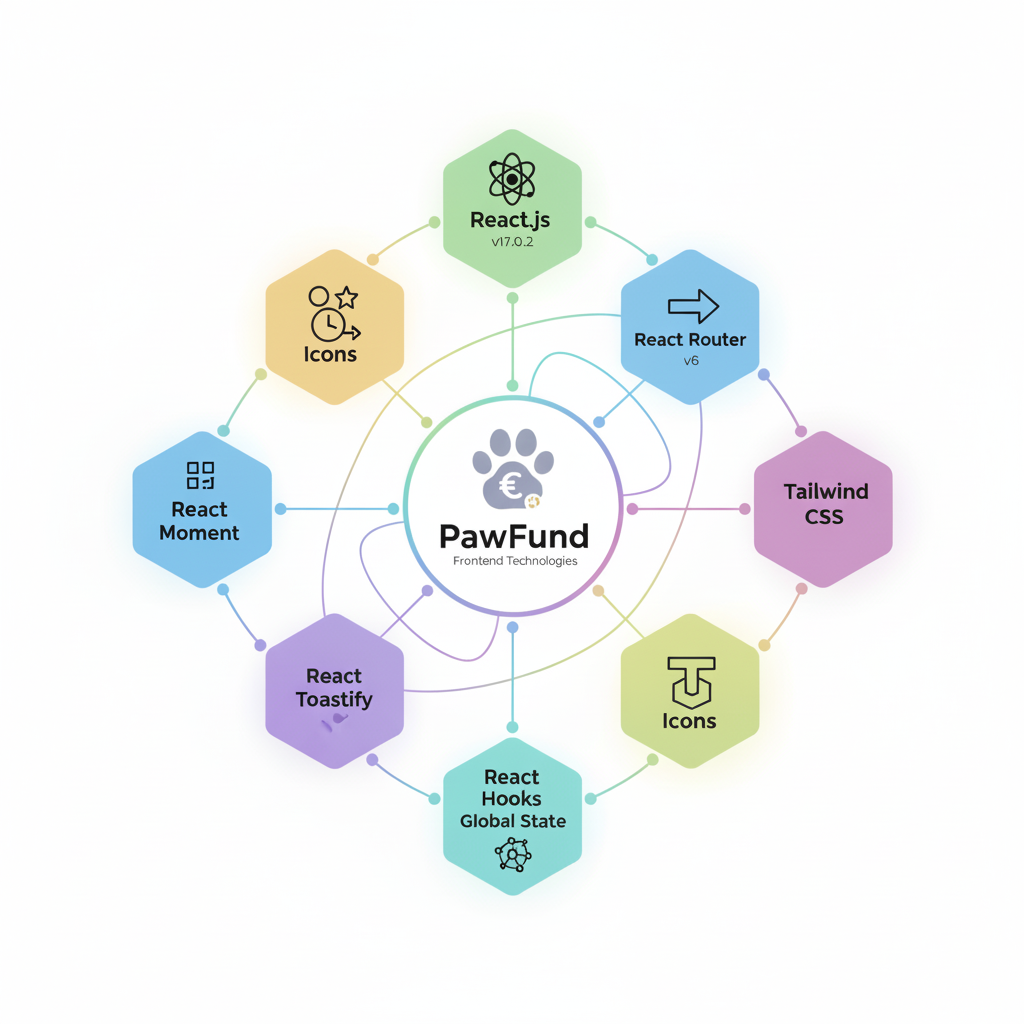 React.js
v17.0.2
Icons
React Router
v6
React
Moment
€
PawFund
Frontend Technologies
Tailwind
CSS
React
Toastify
Icons
React
Hooks
Global State